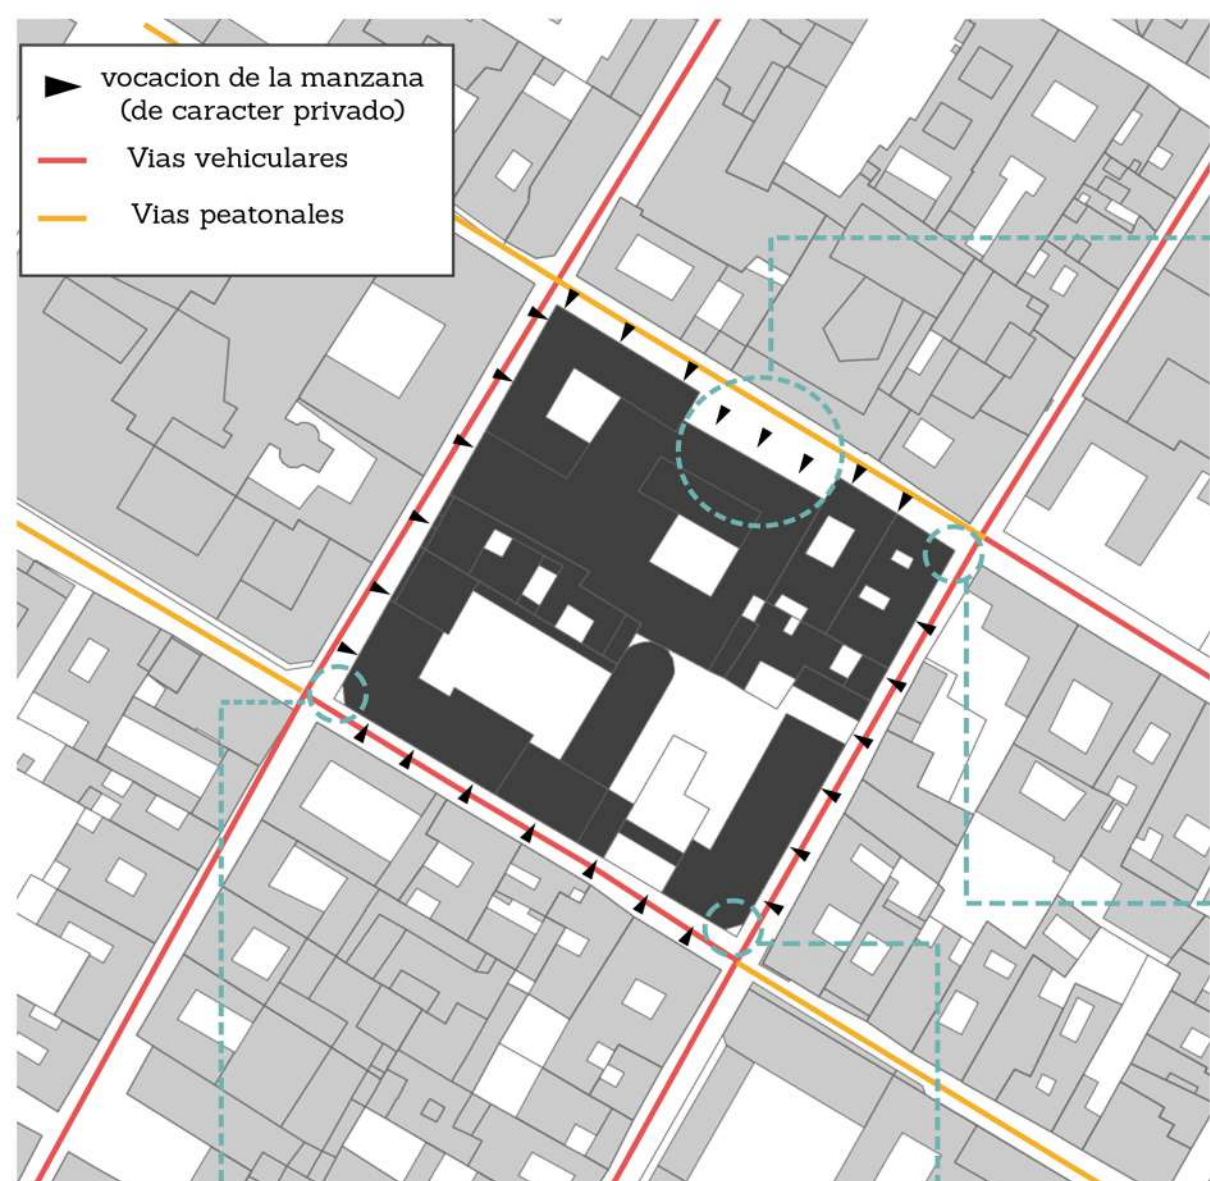 vocacion de la manzana
(de caracter privado)
Vias vehiculares
Vias peatonales